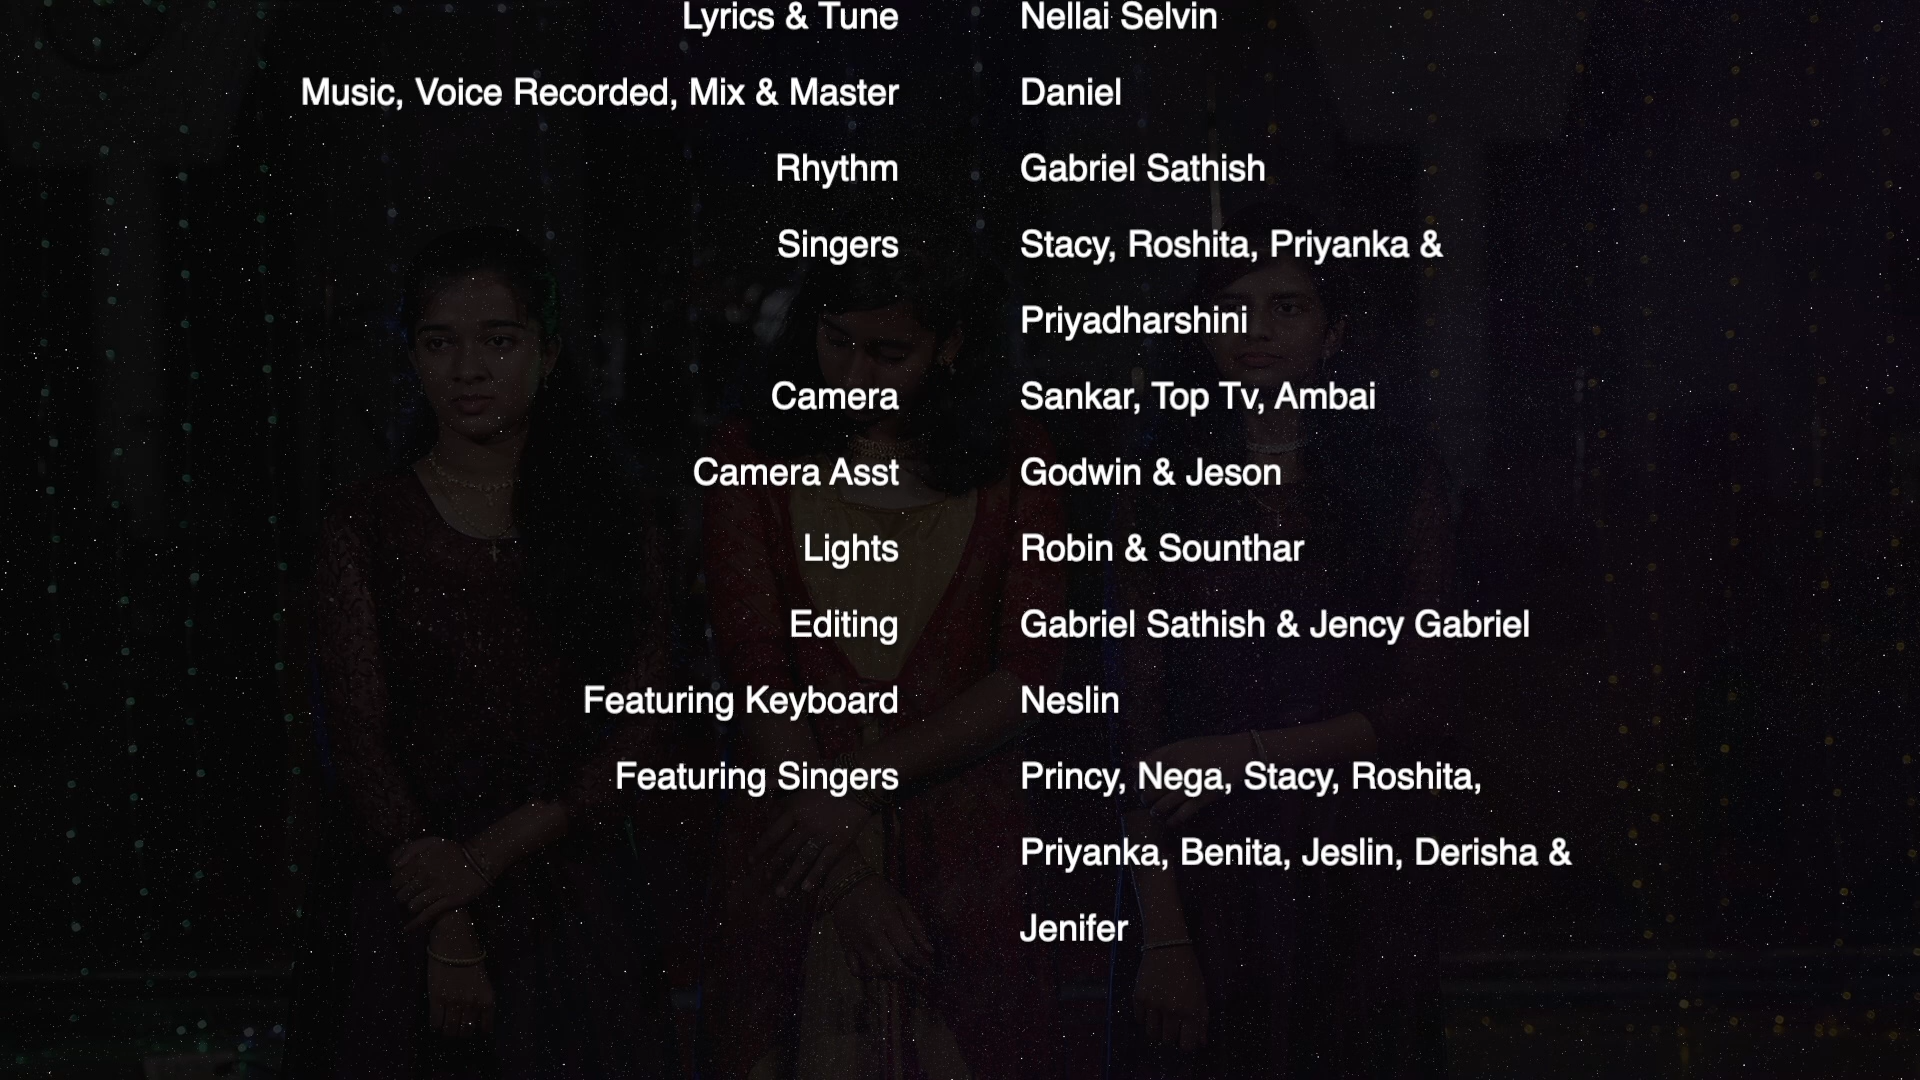 Lyrics & Tune Nellai Selvin
Music, Voice Recorded, Mix & Master Daniel
Rhythm Gabriel Sathish
Singers Stacy, Roshita, Priyanka &
Priyadharshini
Camera Sankar, Top Tv, Ambai
Camera Asst Godwin & Jeson
Lights Robin & Sounthar
Editing Gabriel Sathish & Jency Gabriel
Featuring Keyboard Neslin
Featuring Singers Princy, Nega, Stacy, Roshita,
Priyanka, Benita, Jeslin, Derisha &
Jenifer